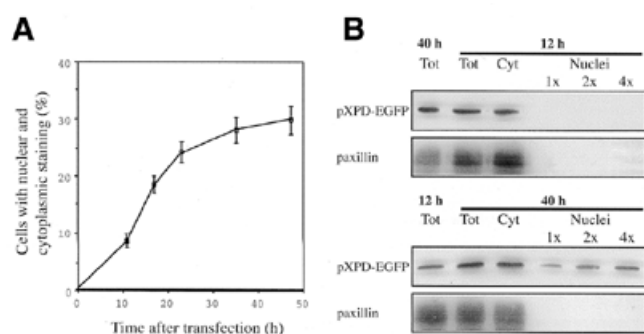 A
Cells with nuclear and
cytoplasmic staining (%)
40
30
20
10
0
0 10 20 30 40 50
Time after transfection (h)
B
40 h 12 h
Tot Tot Cyt Nuclei
1x 2x 4x
pXPD-EGFP
paxillin
12 h 40 h
Tot Tot Cyt Nuclei
1x 2x 4x
pXPD-EGFP
paxillin